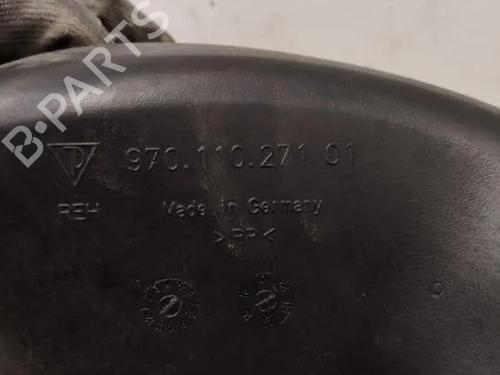 B-PARTS
970.110.271 01
REH
Made in Germany
>PP<